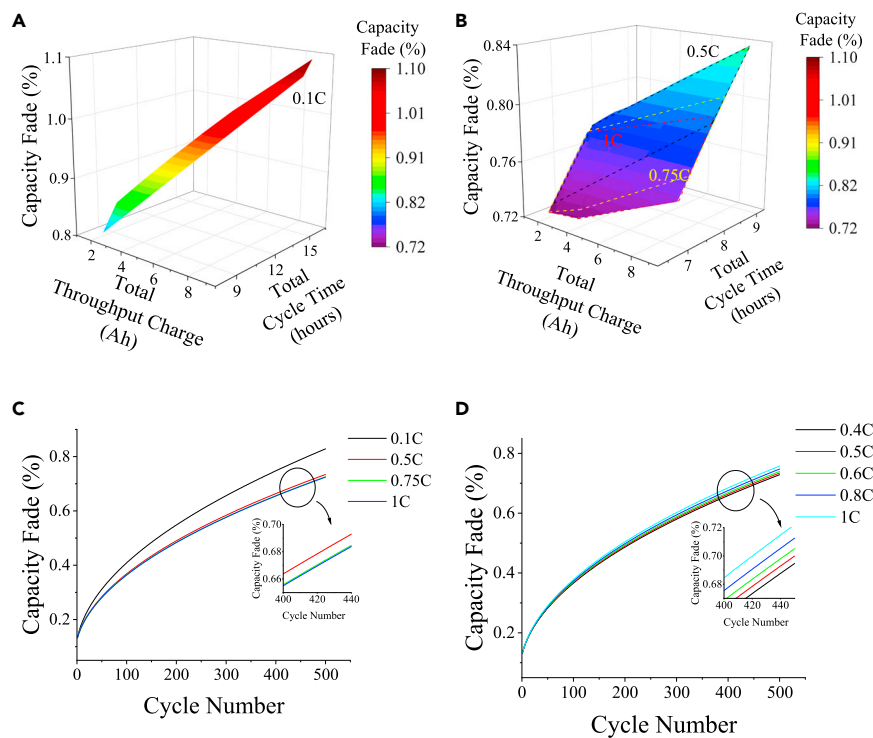 A
Capacity
Fade (%)
1.10
1.01
0.91
0.82
0.72
1.1
1.0
0.9
0.8
Capacity Fade (%)
0.1C
2
4
6
8
Total
Throughput Charge
(Ah)
9
12
15
Total
Cycle Time
(hours)
B
Capacity
Fade (%)
1.10
1.01
0.91
0.82
0.72
0.84
0.80
0.76
0.72
Capacity Fade (%)
0.5C
1C
0.75C
2
4
6
8
Total
Throughput Charge
(Ah)
7
8
9
Total
Cycle Time
(hours)
C
0.8
0.6
0.4
0.2
Capacity Fade (%)
0
100
200
300
400
500
Cycle Number
0.1C
0.5C
0.75C
1C
0.70
0.68
0.66
Capacity Fade (%)
400
420
440
Cycle Number
D
0.8
0.6
0.4
0.2
Capacity Fade (%)
0
100
200
300
400
500
Cycle Number
0.4C
0.5C
0.6C
0.8C
1C
0.72
0.70
0.68
Capacity Fade (%)
400
420
440
Cycle Number